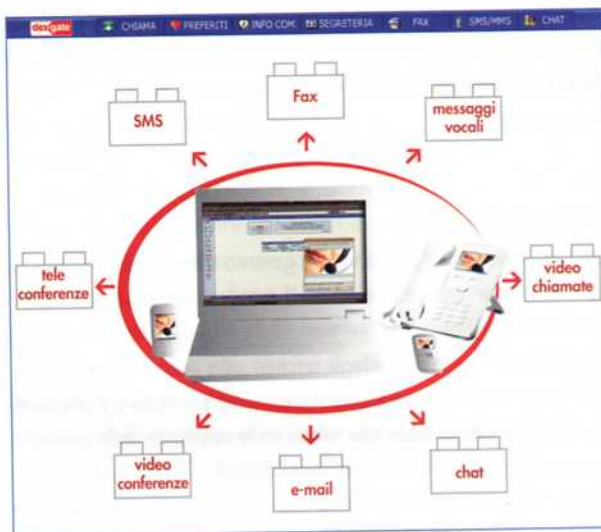 dexgate CHIAMA PREFERITI INFO COM SEGRETERIA FAX SMS/MMS CHAT
Fax
SMS
messaggi
vocali
tele
conferenze
video
chiamate
video
conferenze
e-mail
chat